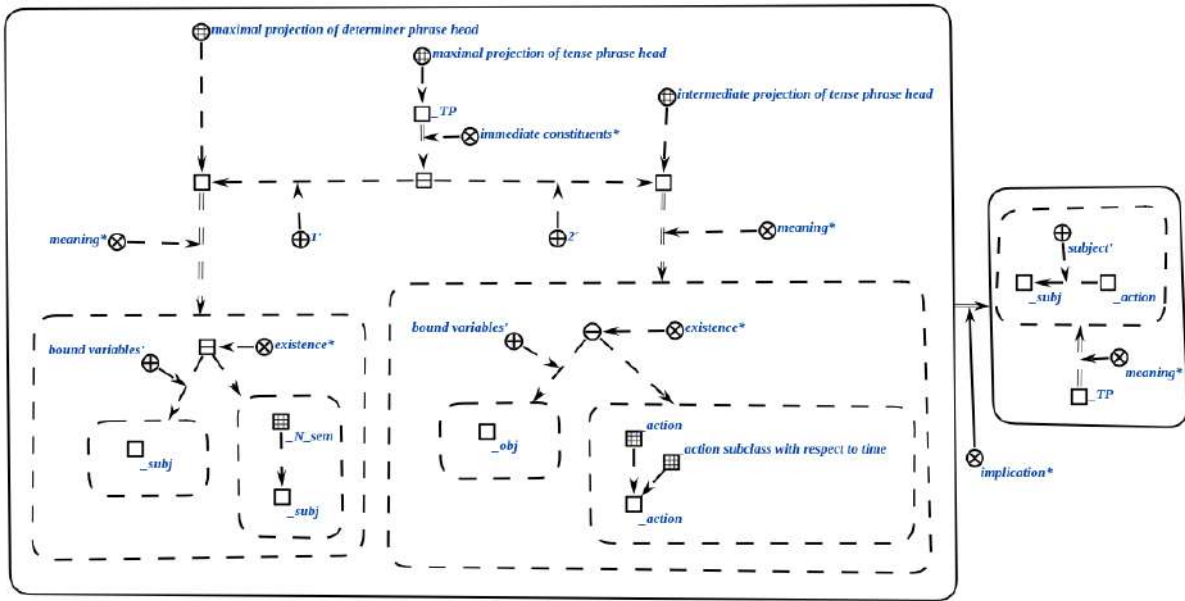 maximal projection of determiner phrase head
maximal projection of tense phrase head
intermediate projection of tense phrase head
_TP
immediate constituents*
1'
2'
meaning*
meaning*
subject'
_subj
_action
bound variables'
existence*
bound variables'
existence*
meaning*
_TP
_N_sem
_action
_obj
_action subclass with respect to time
_subj
implication*
_subj
_action